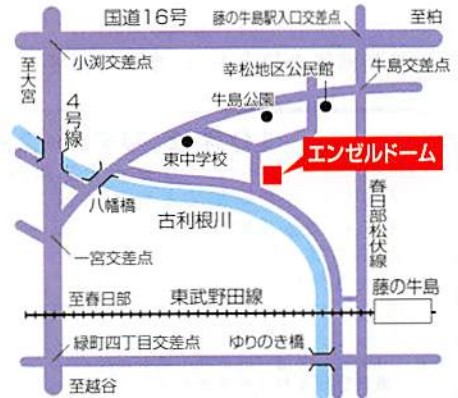 国道16号
藤の牛島駅入口交差点
至柏
小渕交差点
至大宮
4号線
幸松地区公民館
牛島交差点
牛島公園
東中学校
エンゼルドーム
八幡橋
古利根川
春日部松伏線
一宮交差点
至春日部
東武野田線
藤の牛島
緑町四丁目交差点
ゆりのき橋
至越谷